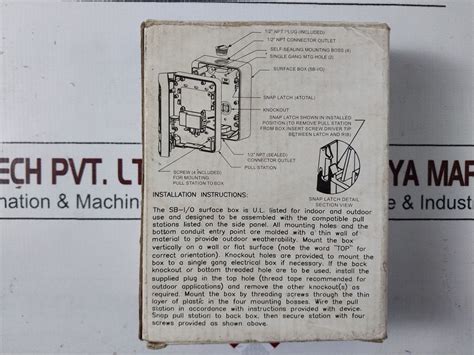 1/2" NPT PLUG (INCLUDED)
1/2" NPT CONNECTOR OUTLET
SELF-SEALING MOUNTING BOSS (4)
SINGLE GANG MTG HOLE (2)
SURFACE BOX (SB-I/O)
SNAP LATCH (4TOTAL)
KNOCKOUT
SNAP LATCH SHOWN IN INSTALLED
POSITION (TO REMOVE PULL STATION
FROM BOX INSERT SCREW DRIVER TIP
BETWEEN LATCH AND RIB)
1/2" NPT (SEALED)
CONNECTOR OUTLET
PULL STATION
SCREW (4 INCLUDED)
FOR MOUNTING
PULL STATION TO BOX
SNAP LATCH DETAIL
SECTION VIEW
INSTALLATION INSTRUCTIONS:
The SB-I/O surface box is U.L. listed for indoor and outdoor
use and designed to be assembled with the compatible pull
stations listed on the side panel. All mounting holes and the
bottom conduit entry point are molded with a thin wall of
material to provide outdoor weatherability. Mount the box
vertically on a wall or flat surface (note the word "TOP" for
correct orientation). Knockout holes are provided to mount the
box to a single gang electrical box if necessary. If the back
knockout or bottom threaded hole are to be used, install the
supplied plug in the top hole (thread tape recommended for
outdoor applications) and remove the other knockout(s) as
required. Mount the box by threading screws through the thin
layer of plastic in the four mounting bosses. Wire the pull
station in accordance with instructions provided with device.
Snap pull station to back box, then secure station with four
screws provided as shown above.
TECH PVT. LT
YA MAR
mation & Machin
e & Indust